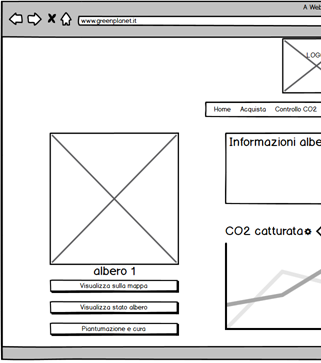 A Web
www.greenplanet.it
LOG
Home Acquista Controllo CO2
Informazioni albe
CO2 catturata
albero 1
Visualizza sulla mappa
Visualizza stato albero
Piantumazione e cura